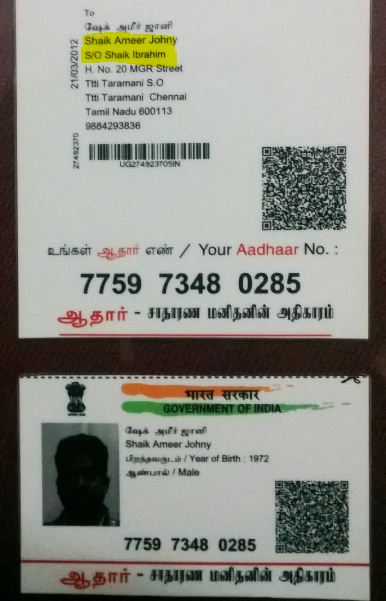 To
ஷேக் அமீர் ஜானி
Shaik Ameer Johny
S/O Shaik Ibrahim
H. No. 20 MGR Street
Ttti Taramani S.O
Ttti Taramani Chennai
Tamil Nadu 600113
9884293836
21/03/2012
27492370
UG274923705IN
உங்கள் ஆதார் எண் / Your Aadhaar No. :
7759 7348 0285
ஆதார் - சாதாரண மனிதனின் அதிகாரம்
भारत सरकार
GOVERNMENT OF INDIA
ஷேக் அமீர் ஜானி
Shaik Ameer Johny
பிறந்தவருடம் / Year of Birth : 1972
ஆண்பால் / Male
7759 7348 0285
ஆதார் - சாதாரண மனிதனின் அதிகாரம்